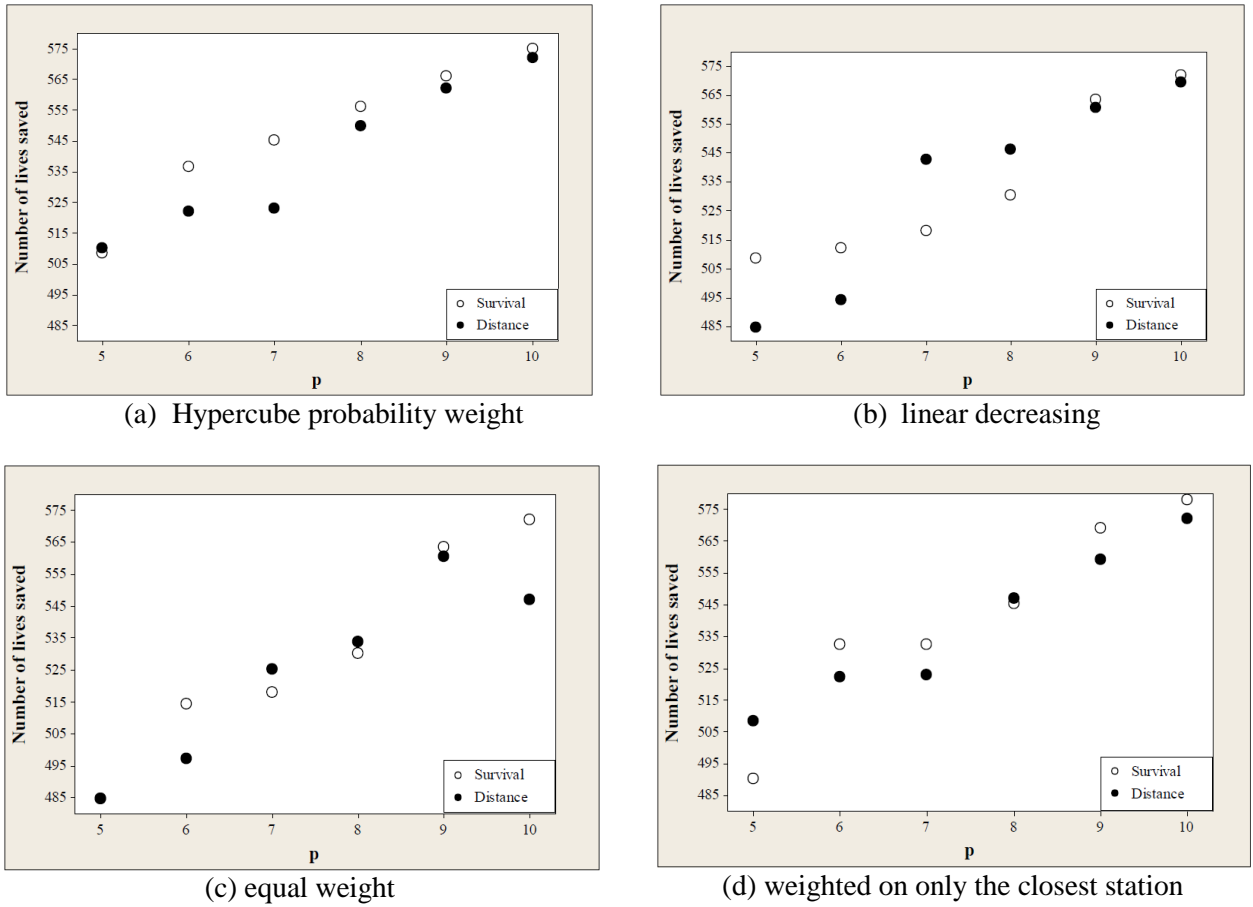 Number of lives saved
575
565
555
545
535
525
515
505
495
485
5 6 7 8 9 10
p
Survival
Distance
(a) Hypercube probability weight
Number of lives saved
575
565
555
545
535
525
515
505
495
485
5 6 7 8 9 10
p
Survival
Distance
(b) linear decreasing
Number of lives saved
575
565
555
545
535
525
515
505
495
485
5 6 7 8 9 10
p
Survival
Distance
(c) equal weight
Number of lives saved
575
565
555
545
535
525
515
505
495
485
5 6 7 8 9 10
p
Survival
Distance
(d) weighted on only the closest station